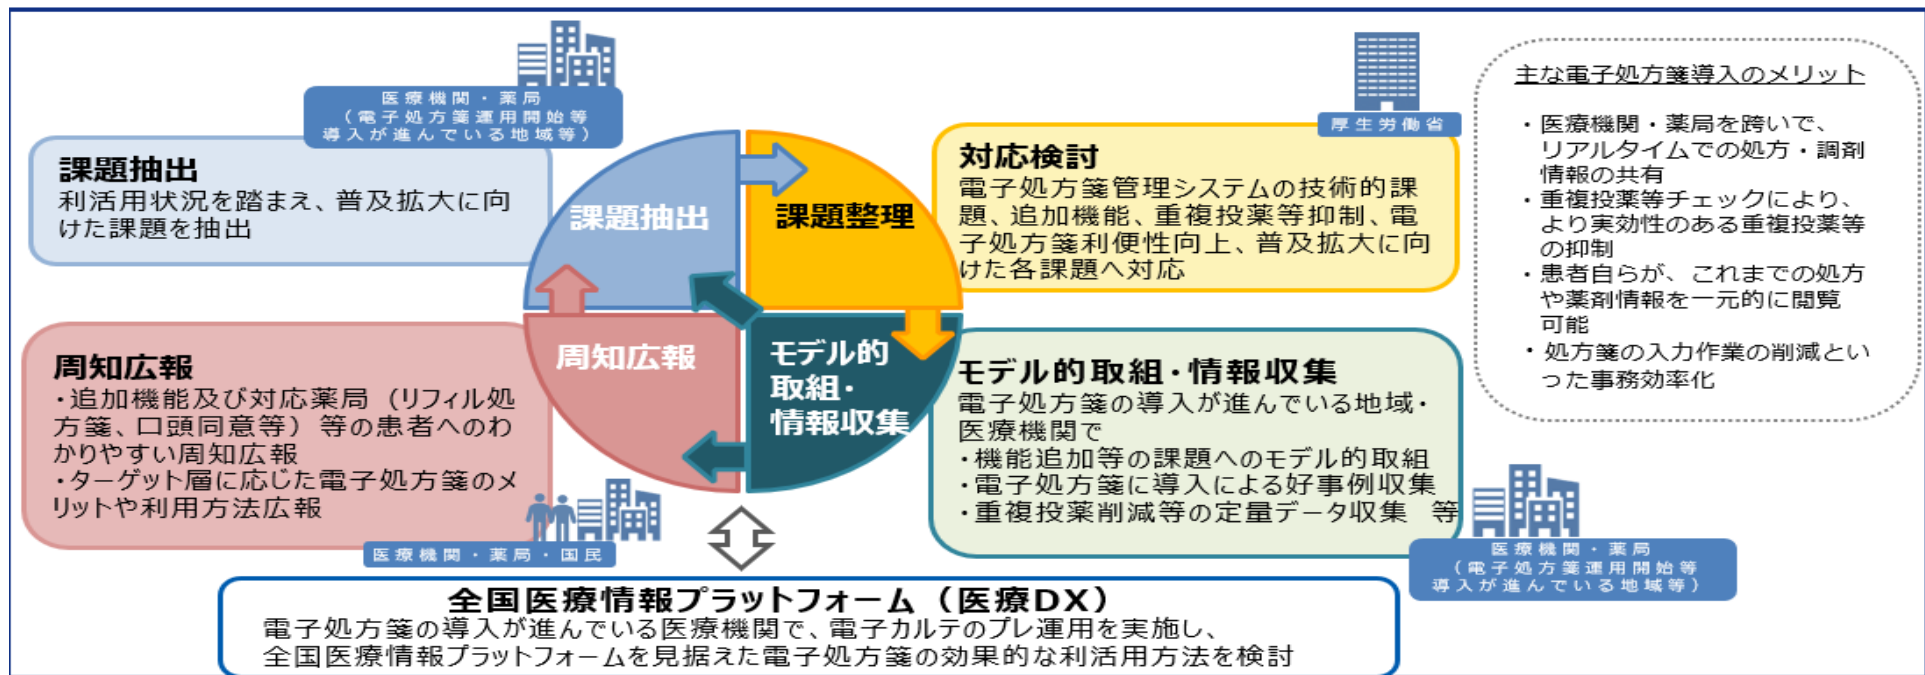 医療機関・薬局
（電子処方箋運用開始等
導入が進んでいる地域等）
課題抽出
利活用状況を踏まえ、普及拡大に向
けた課題を抽出
課題抽出
課題整理
厚生労働省
対応検討
電子処方箋管理システムの技術的課
題、追加機能、重複投薬等抑制、電
子処方箋利便性向上、普及拡大に向
けた各課題へ対応
主な電子処方箋導入のメリット
・医療機関・薬局を跨いで、
リアルタイムでの処方・調剤
情報の共有
・重複投薬等チェックにより、
より実効性のある重複投薬等
の抑制
・患者自らが、これまでの処方
や薬剤情報を一元的に閲覧
可能
・処方箋の入力作業の削減とい
った事務効率化
周知広報
・追加機能及び対応薬局（リフィル処
方箋、口頭同意等）等の患者へのわ
かりやすい周知広報
・ターゲット層に応じた電子処方箋のメ
リットや利用方法広報
医療機関・薬局・国民
周知広報
モデル的
取組・
情報収集
モデル的取組・情報収集
電子処方箋の導入が進んでいる地域・
医療機関で
・機能追加等の課題へのモデル的取組
・電子処方箋に導入による好事例収集
・重複投薬削減等の定量データ収集 等
医療機関・薬局
（電子処方箋運用開始等
導入が進んでいる地域等）
全国医療情報プラットフォーム（医療DX）
電子処方箋の導入が進んでいる医療機関で、電子カルテのプレ運用を実施し、
全国医療情報プラットフォームを見据えた電子処方箋の効果的な利活用方法を検討